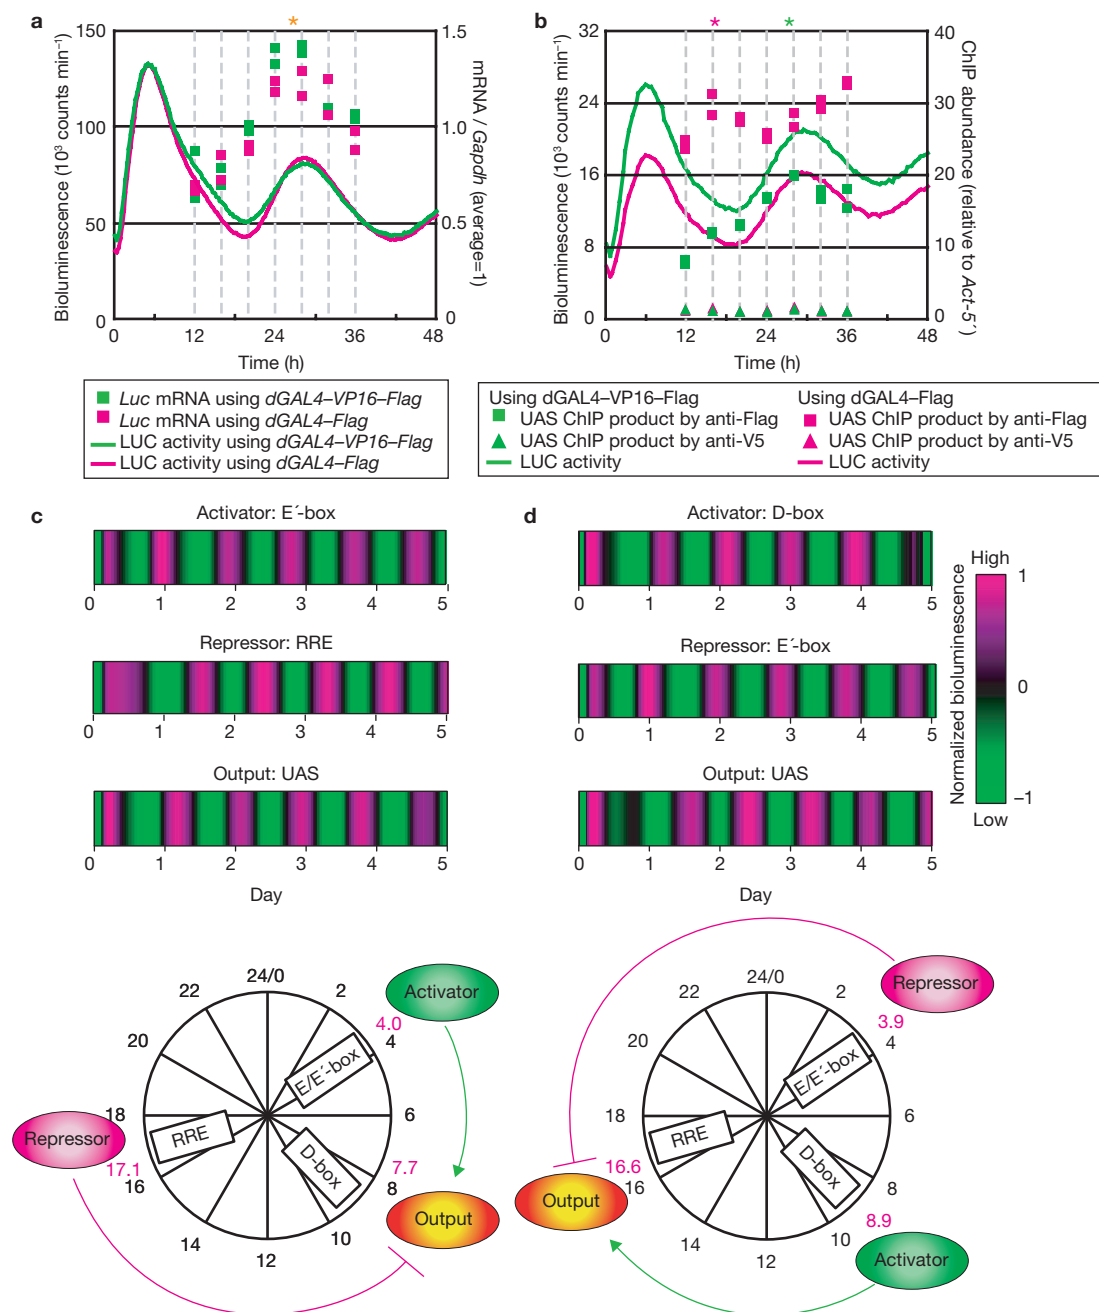 a
*
150
100
50
0
Bioluminescence (10³ counts min⁻¹)
1.5
1.0
0.5
0
mRNA / Gapdh (average=1)
0 12 24 36 48
Time (h)
b
* *
32
24
16
8
0
Bioluminescence (10³ counts min⁻¹)
40
30
20
10
0
ChIP abundance (relative to Act-5´)
0 12 24 36 48
Time (h)
Luc mRNA using dGAL4–VP16–Flag
Luc mRNA using dGAL4–Flag
LUC activity using dGAL4–VP16–Flag
LUC activity using dGAL4–Flag
Using dGAL4–VP16–Flag
UAS ChIP product by anti-Flag
UAS ChIP product by anti-V5
LUC activity
Using dGAL4–Flag
UAS ChIP product by anti-Flag
UAS ChIP product by anti-V5
LUC activity
c
Activator: E´-box
0 1 2 3 4 5
Repressor: RRE
0 1 2 3 4 5
Output: UAS
0 1 2 3 4 5
Day
d
Activator: D-box
0 1 2 3 4 5
Repressor: E´-box
0 1 2 3 4 5
Output: UAS
0 1 2 3 4 5
Day
High
1
0
−1
Low
Normalized bioluminescence
24/0
2
4
6
8
10
12
14
16
18
20
22
E/E´-box
D-box
RRE
4.0
7.7
17.1
Activator
Repressor
Output
24/0
2
4
6
8
10
12
14
16
18
20
22
E/E´-box
D-box
RRE
3.9
8.9
16.6
Repressor
Activator
Output